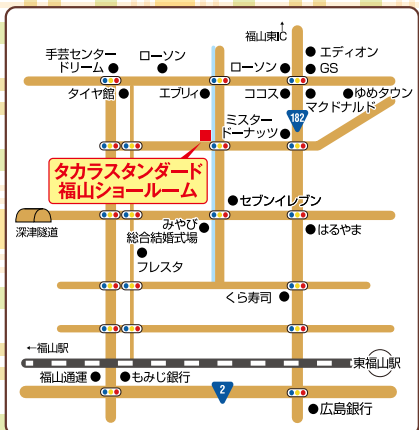 福山東IC
手芸センター
ドリーム
ローソン
ローソン
エディオン
GS
タイヤ館
エブリィ
ココス
ゆめタウン
マクドナルド
ミスター
ドーナッツ
182
タカラスタンダード
福山ショールーム
セブンイレブン
深津隧道
みやび
総合結婚式場
はるやま
フレスタ
くら寿司
←福山駅
東福山駅
福山通運
もみじ銀行
2
広島銀行